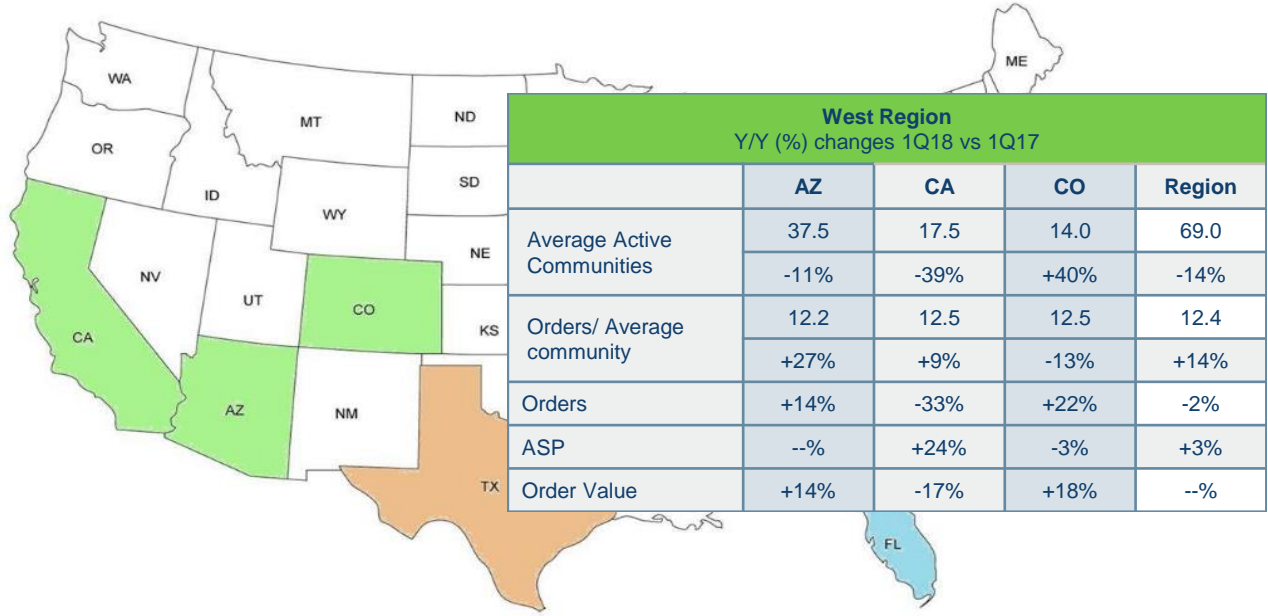 WA
ME
MT
ND
OR
ID
SD
WY
NE
NV
UT
CO
KS
CA
AZ
NM
TX
FL
West Region
Y/Y (%) changes 1Q18 vs 1Q17
AZ CA CO Region
Average Active
Communities
37.5 17.5 14.0 69.0
-11% -39% +40% -14%
Orders/ Average
community
12.2 12.5 12.5 12.4
+27% +9% -13% +14%
Orders +14% -33% +22% -2%
ASP --% +24% -3% +3%
Order Value +14% -17% +18% --%